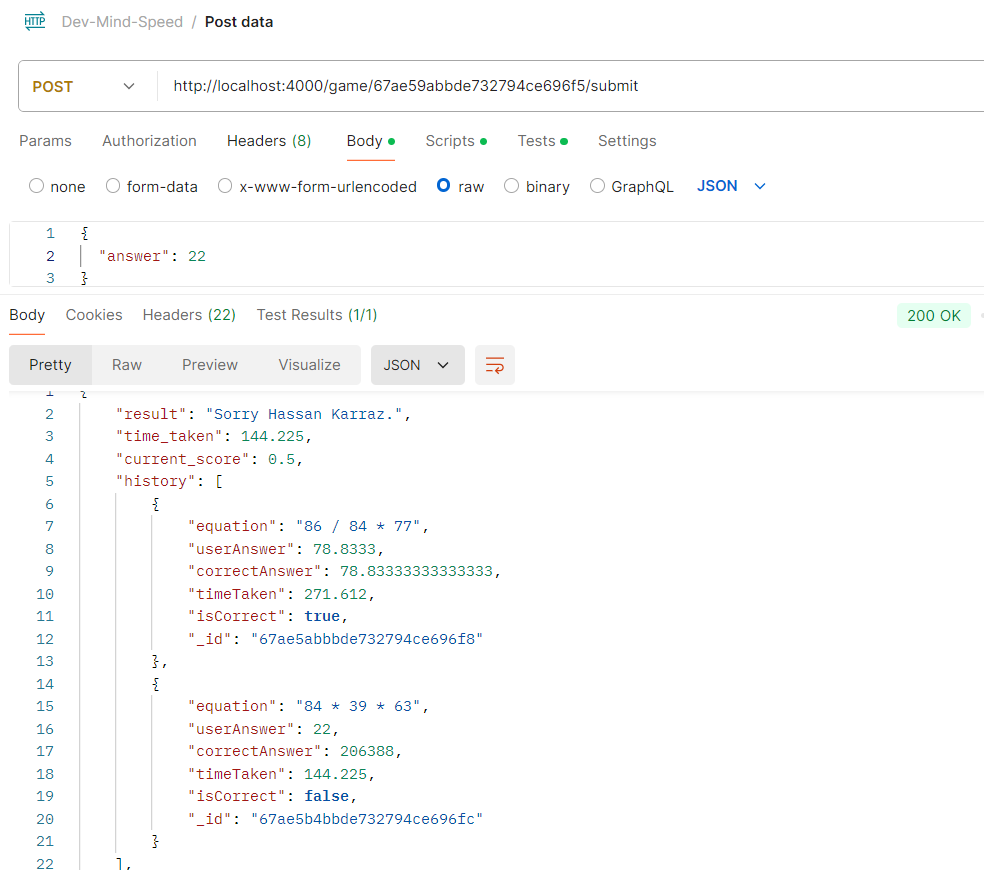 HTTP Dev-Mind-Speed / Post data
POST http://localhost:4000/game/67ae59abbde732794ce696f5/submit
Params Authorization Headers (8) Body Scripts Tests Settings
none form-data x-www-form-urlencoded raw binary GraphQL JSON
1 {
2 "answer": 22
3 }
Body Cookies Headers (22) Test Results (1/1) 200 OK
Pretty Raw Preview Visualize JSON
1 {
2 "result": "Sorry Hassan Karraz.",
3 "time_taken": 144.225,
4 "current_score": 0.5,
5 "history": [
6 {
7 "equation": "86 / 84 * 77",
8 "userAnswer": 78.8333,
9 "correctAnswer": 78.83333333333333,
10 "timeTaken": 271.612,
11 "isCorrect": true,
12 "_id": "67ae5abbbde732794ce696f8"
13 },
14 {
15 "equation": "84 * 39 * 63",
16 "userAnswer": 22,
17 "correctAnswer": 206388,
18 "timeTaken": 144.225,
19 "isCorrect": false,
20 "_id": "67ae5b4bbde732794ce696fc"
21 }
22 ],